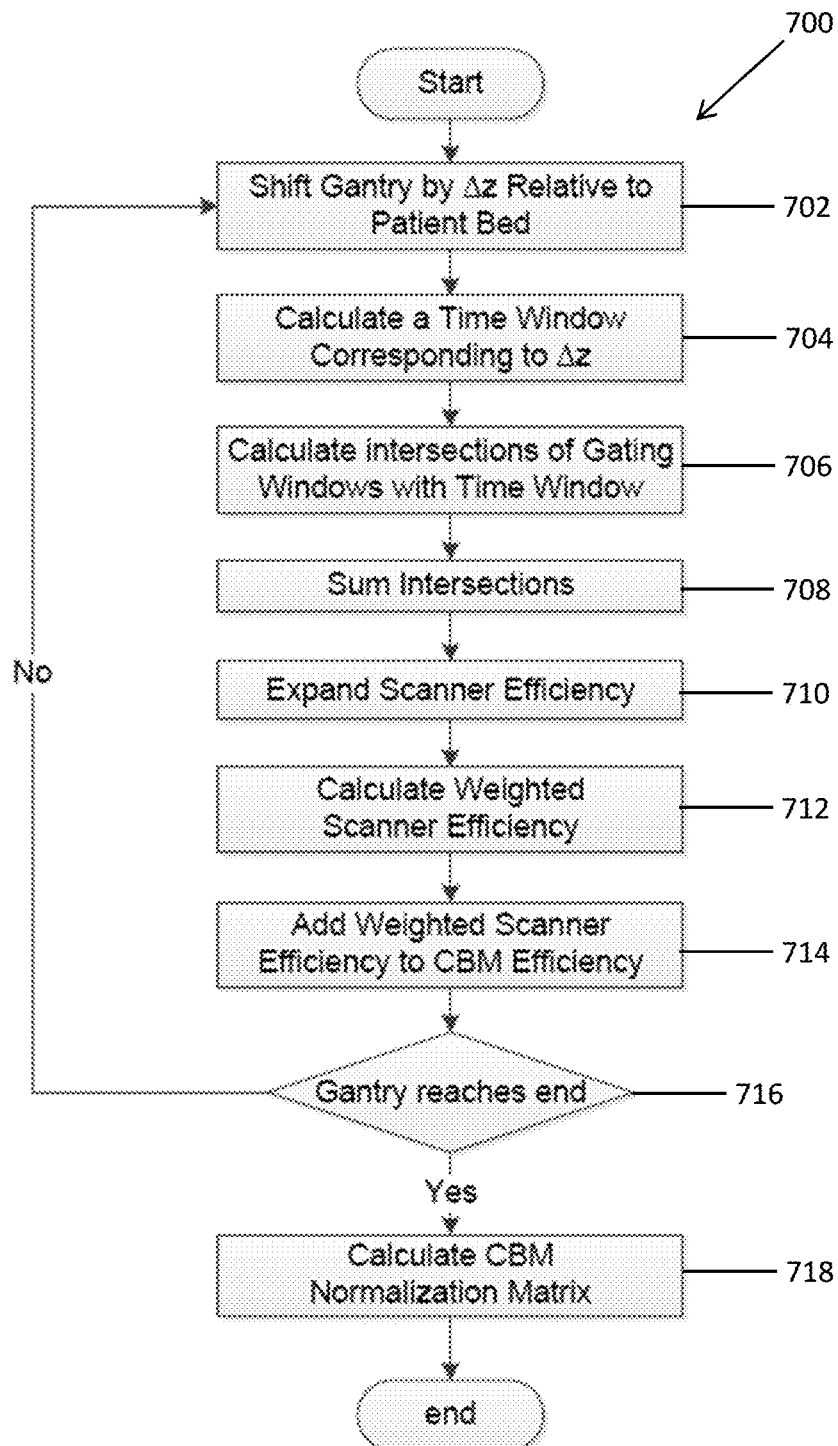 700
Start
Shift Gantry by Δz Relative to
Patient Bed
702
Calculate a Time Window
Corresponding to Δz
704
Calculate intersections of Gating
Windows with Time Window
706
Sum Intersections
708
No
Expand Scanner Efficiency
710
Calculate Weighted
Scanner Efficiency
712
Add Weighted Scanner
Efficiency to CBM Efficiency
714
Gantry reaches end
716
Yes
Calculate CBM
Normalization Matrix
718
end